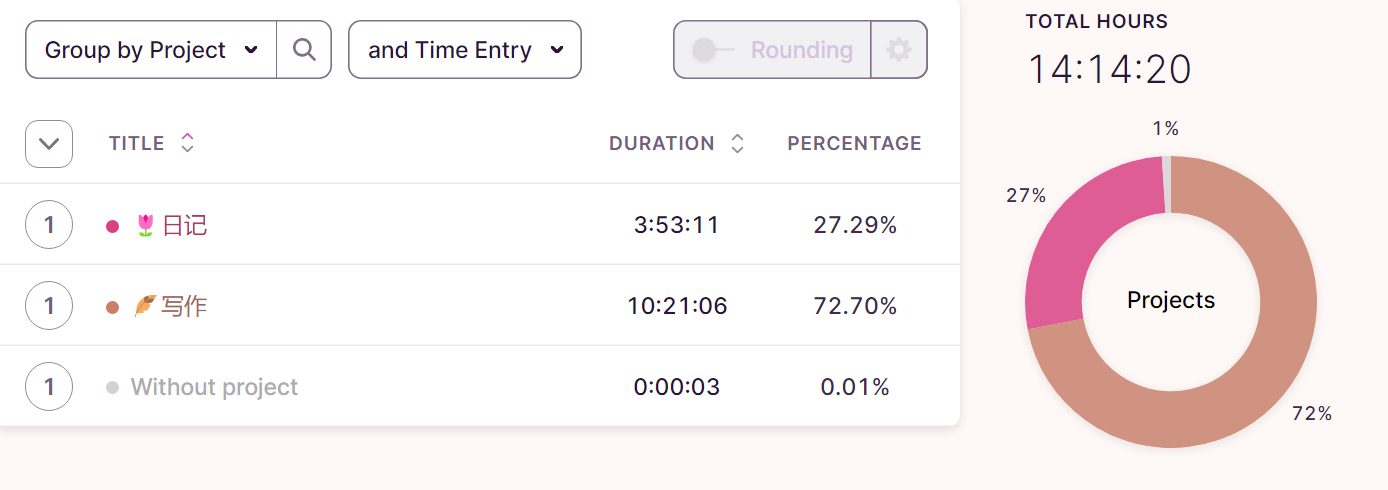 Group by Project
and Time Entry
Rounding
TOTAL HOURS
14:14:20
TITLE DURATION PERCENTAGE
1 日记 3:53:11 27.29%
1 写作 10:21:06 72.70%
1 Without project 0:00:03 0.01%
1%
27%
Projects
72%